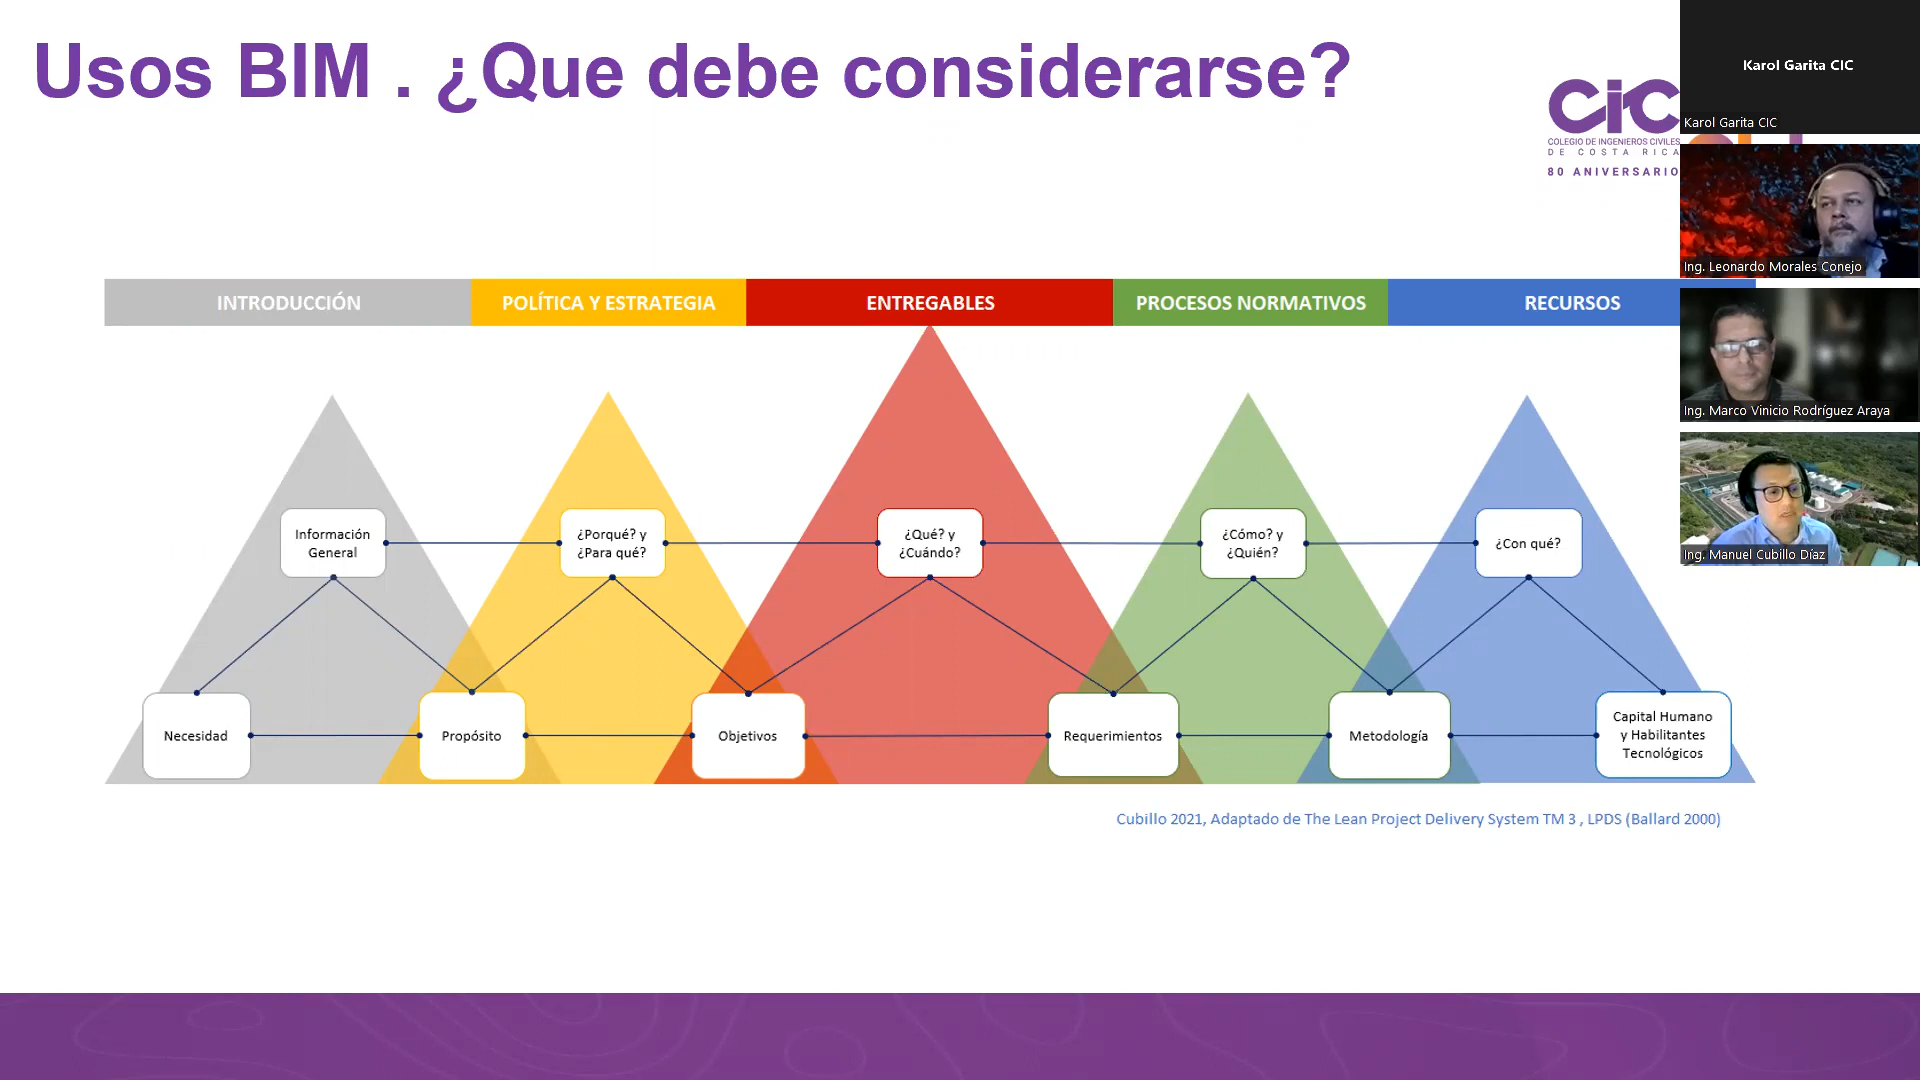 Usos BIM . ¿Que debe considerarse?
CiC
COLEGIO DE INGENIEROS CIVILES
DE COSTA RICA
80 ANIVERSARIO
Karol Garita CIC
Karol Garita CIC
Ing. Leonardo Morales Conejo
Ing. Marco Vinicio Rodríguez Araya
Ing. Manuel Cubillo Díaz
INTRODUCCIÓN
POLÍTICA Y ESTRATEGIA
ENTREGABLES
PROCESOS NORMATIVOS
RECURSOS
Información
General
¿Porqué? y
¿Para qué?
¿Qué? y
¿Cuándo?
¿Cómo? y
¿Quién?
¿Con qué?
Necesidad
Propósito
Objetivos
Requerimientos
Metodología
Capital Humano
y Habilitantes
Tecnológicos
Cubillo 2021, Adaptado de The Lean Project Delivery System TM 3 , LPDS (Ballard 2000)